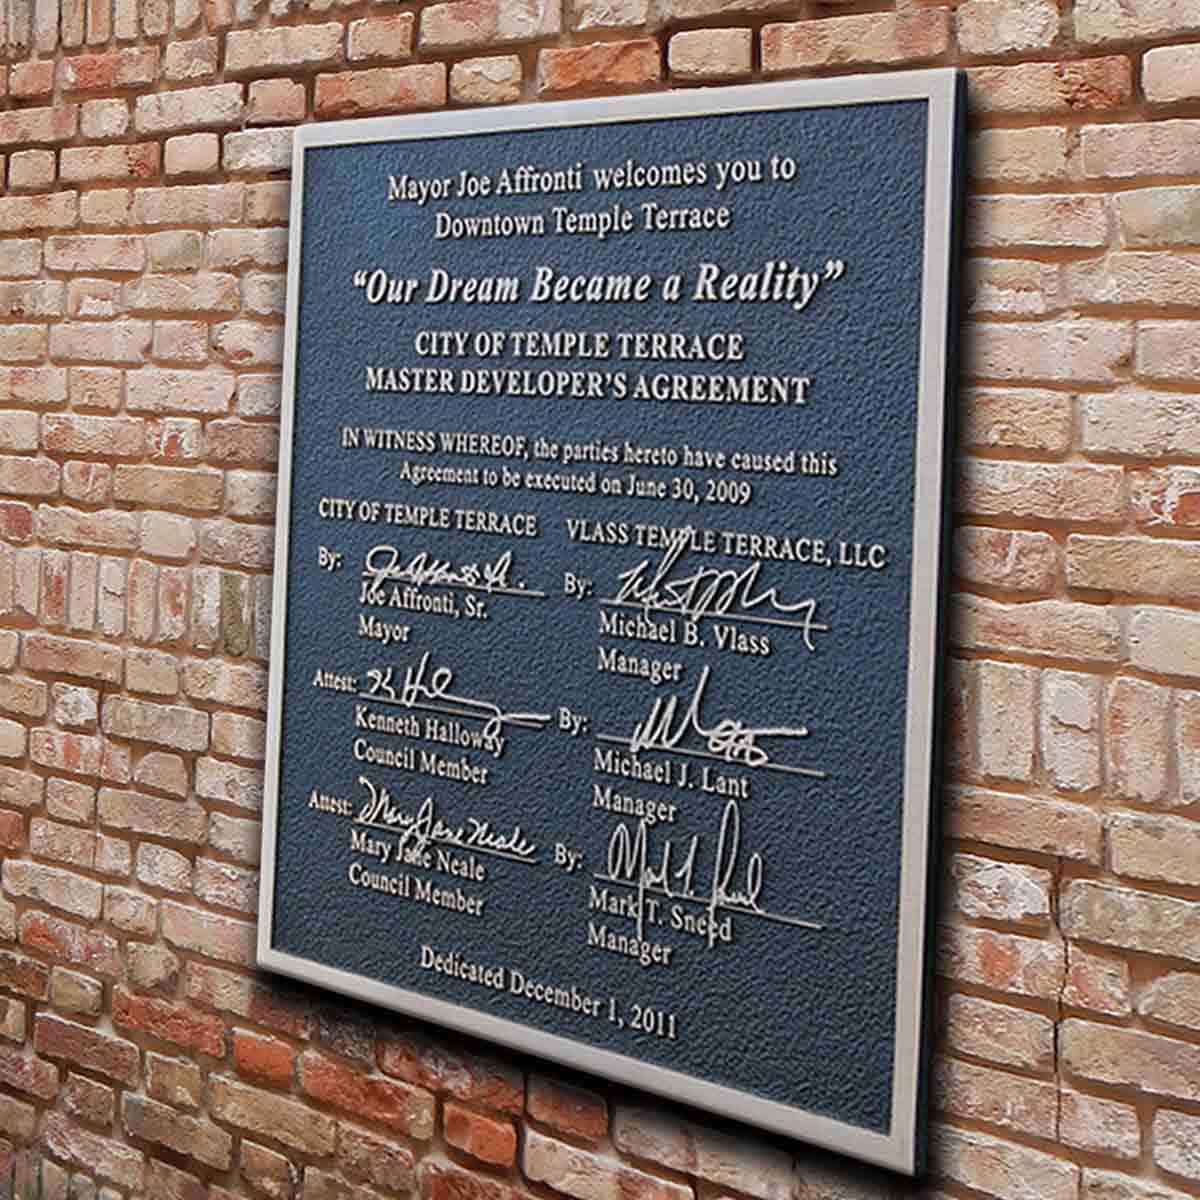 Mayor Joe Affronti welcomes you to
Downtown Temple Terrace
“Our Dream Became a Reality”
CITY OF TEMPLE TERRACE
MASTER DEVELOPER’S AGREEMENT
IN WITNESS WHEREOF, the parties hereto have caused this
Agreement to be executed on June 30, 2009
CITY OF TEMPLE TERRACE
By:
Joe Affronti, Sr.
Mayor
Attest:
Kenneth Halloway
Council Member
Attest: Mary Jane Neale
Mary Jane Neale
Council Member
VLASS TEMPLE TERRACE, LLC
By:
Michael B. Vlass
Manager
By:
Michael J. Lant
Manager
By:
Mark T. Sneed
Manager
Dedicated December 1, 2011